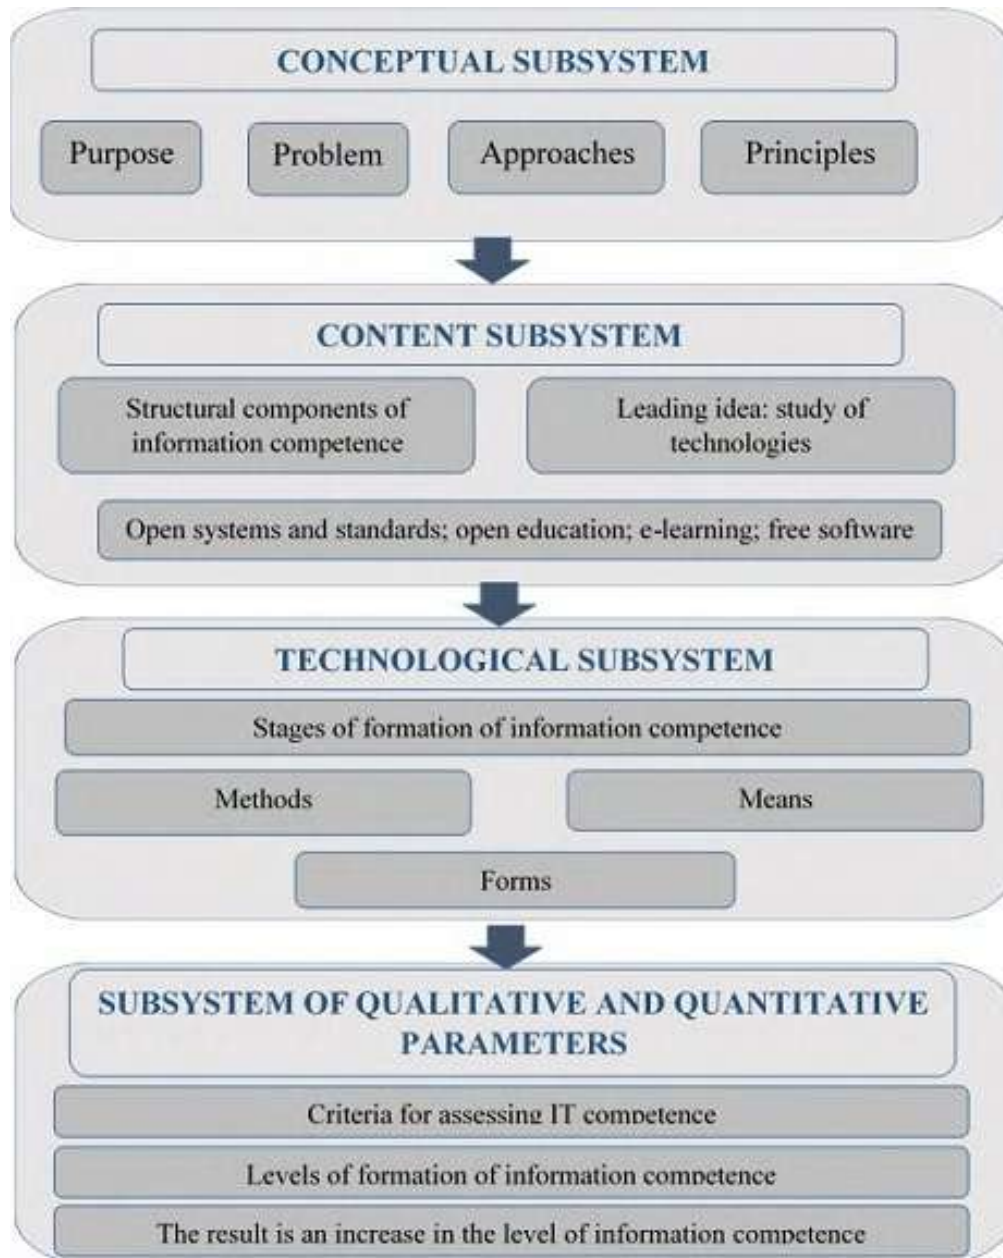 CONCEPTUAL SUBSYSTEM
Purpose
Problem
Approaches
Principles
CONTENT SUBSYSTEM
Structural components of
information competence
Leading idea: study of
technologies
Open systems and standards; open education; e-learning; free software
TECHNOLOGICAL SUBSYSTEM
Stages of formation of information competence
Methods
Means
Forms
SUBSYSTEM OF QUALITATIVE AND QUANTITATIVE
PARAMETERS
Criteria for assessing IT competence
Levels of formation of information competence
The result is an increase in the level of information competence